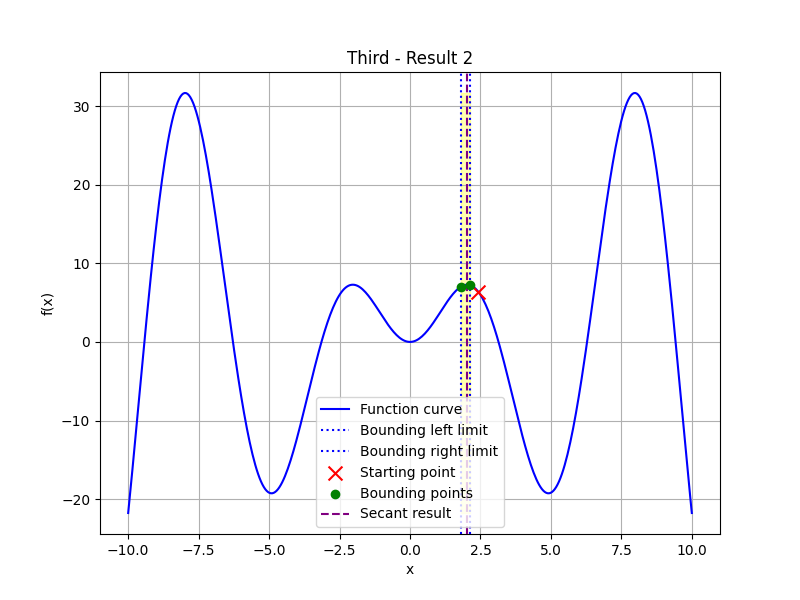 Third - Result 2
f(x)
30
20
10
0
−10
−20
Function curve
Bounding left limit
Bounding right limit
Starting point
Bounding points
Secant result
−10.0 −7.5 −5.0 −2.5 0.0 2.5 5.0 7.5 10.0
x